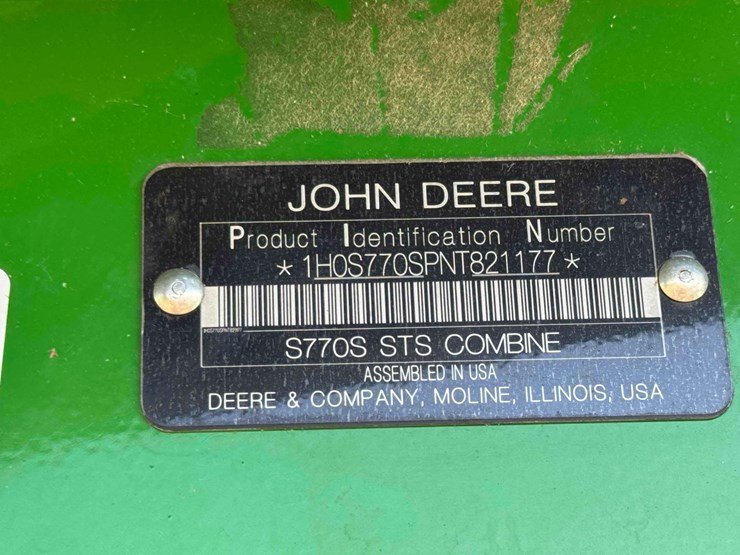 JOHN DEERE
Product Identification Number
*1H0S770SPNT821177*
S770S STS COMBINE
ASSEMBLED IN USA
DEERE & COMPANY, MOLINE, ILLINOIS, USA